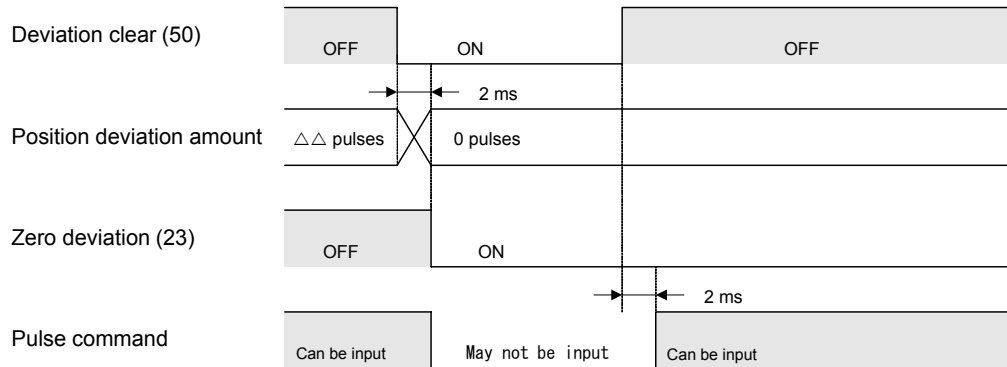 Deviation clear (50)
OFF
ON
OFF
2 ms
Position deviation amount
△△ pulses
0 pulses
Zero deviation (23)
OFF
ON
2 ms
Pulse command
Can be input
May not be input
Can be input